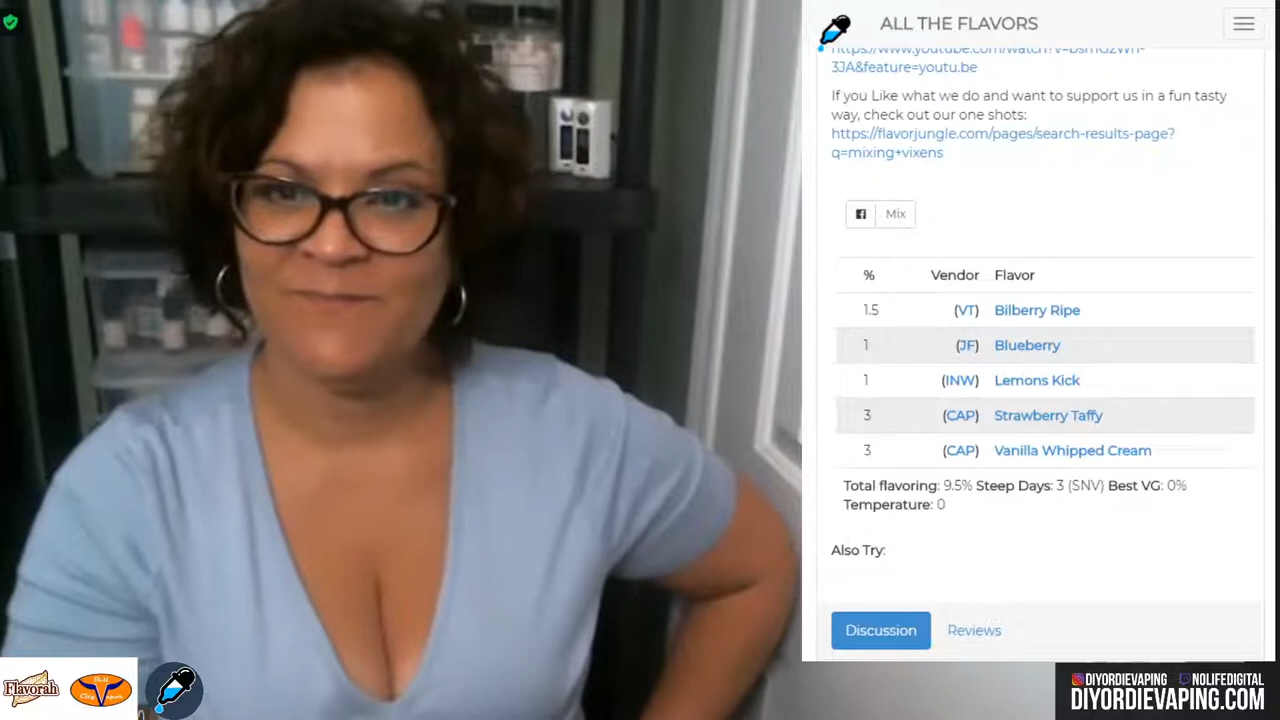 ALL THE FLAVORS
3JA&feature=youtu.be
If you Like what we do and want to support us in a fun tasty
way, check out our one shots:
https://flavorjungle.com/pages/search-results-page?
q=mixing+vixens
Mix
% Vendor Flavor
1.5 (VT) Bilberry Ripe
1 (JF) Blueberry
1 (INW) Lemons Kick
3 (CAP) Strawberry Taffy
3 (CAP) Vanilla Whipped Cream
Total flavoring: 9.5% Steep Days: 3 (SNV) Best VG: 0%
Temperature: 0
Also Try:
Discussion Reviews
Flavorah
Bull
City
Vapor
DIYORDIEVAPING NOLIFEDIGITAL
DIYORDIEVAPING.COM